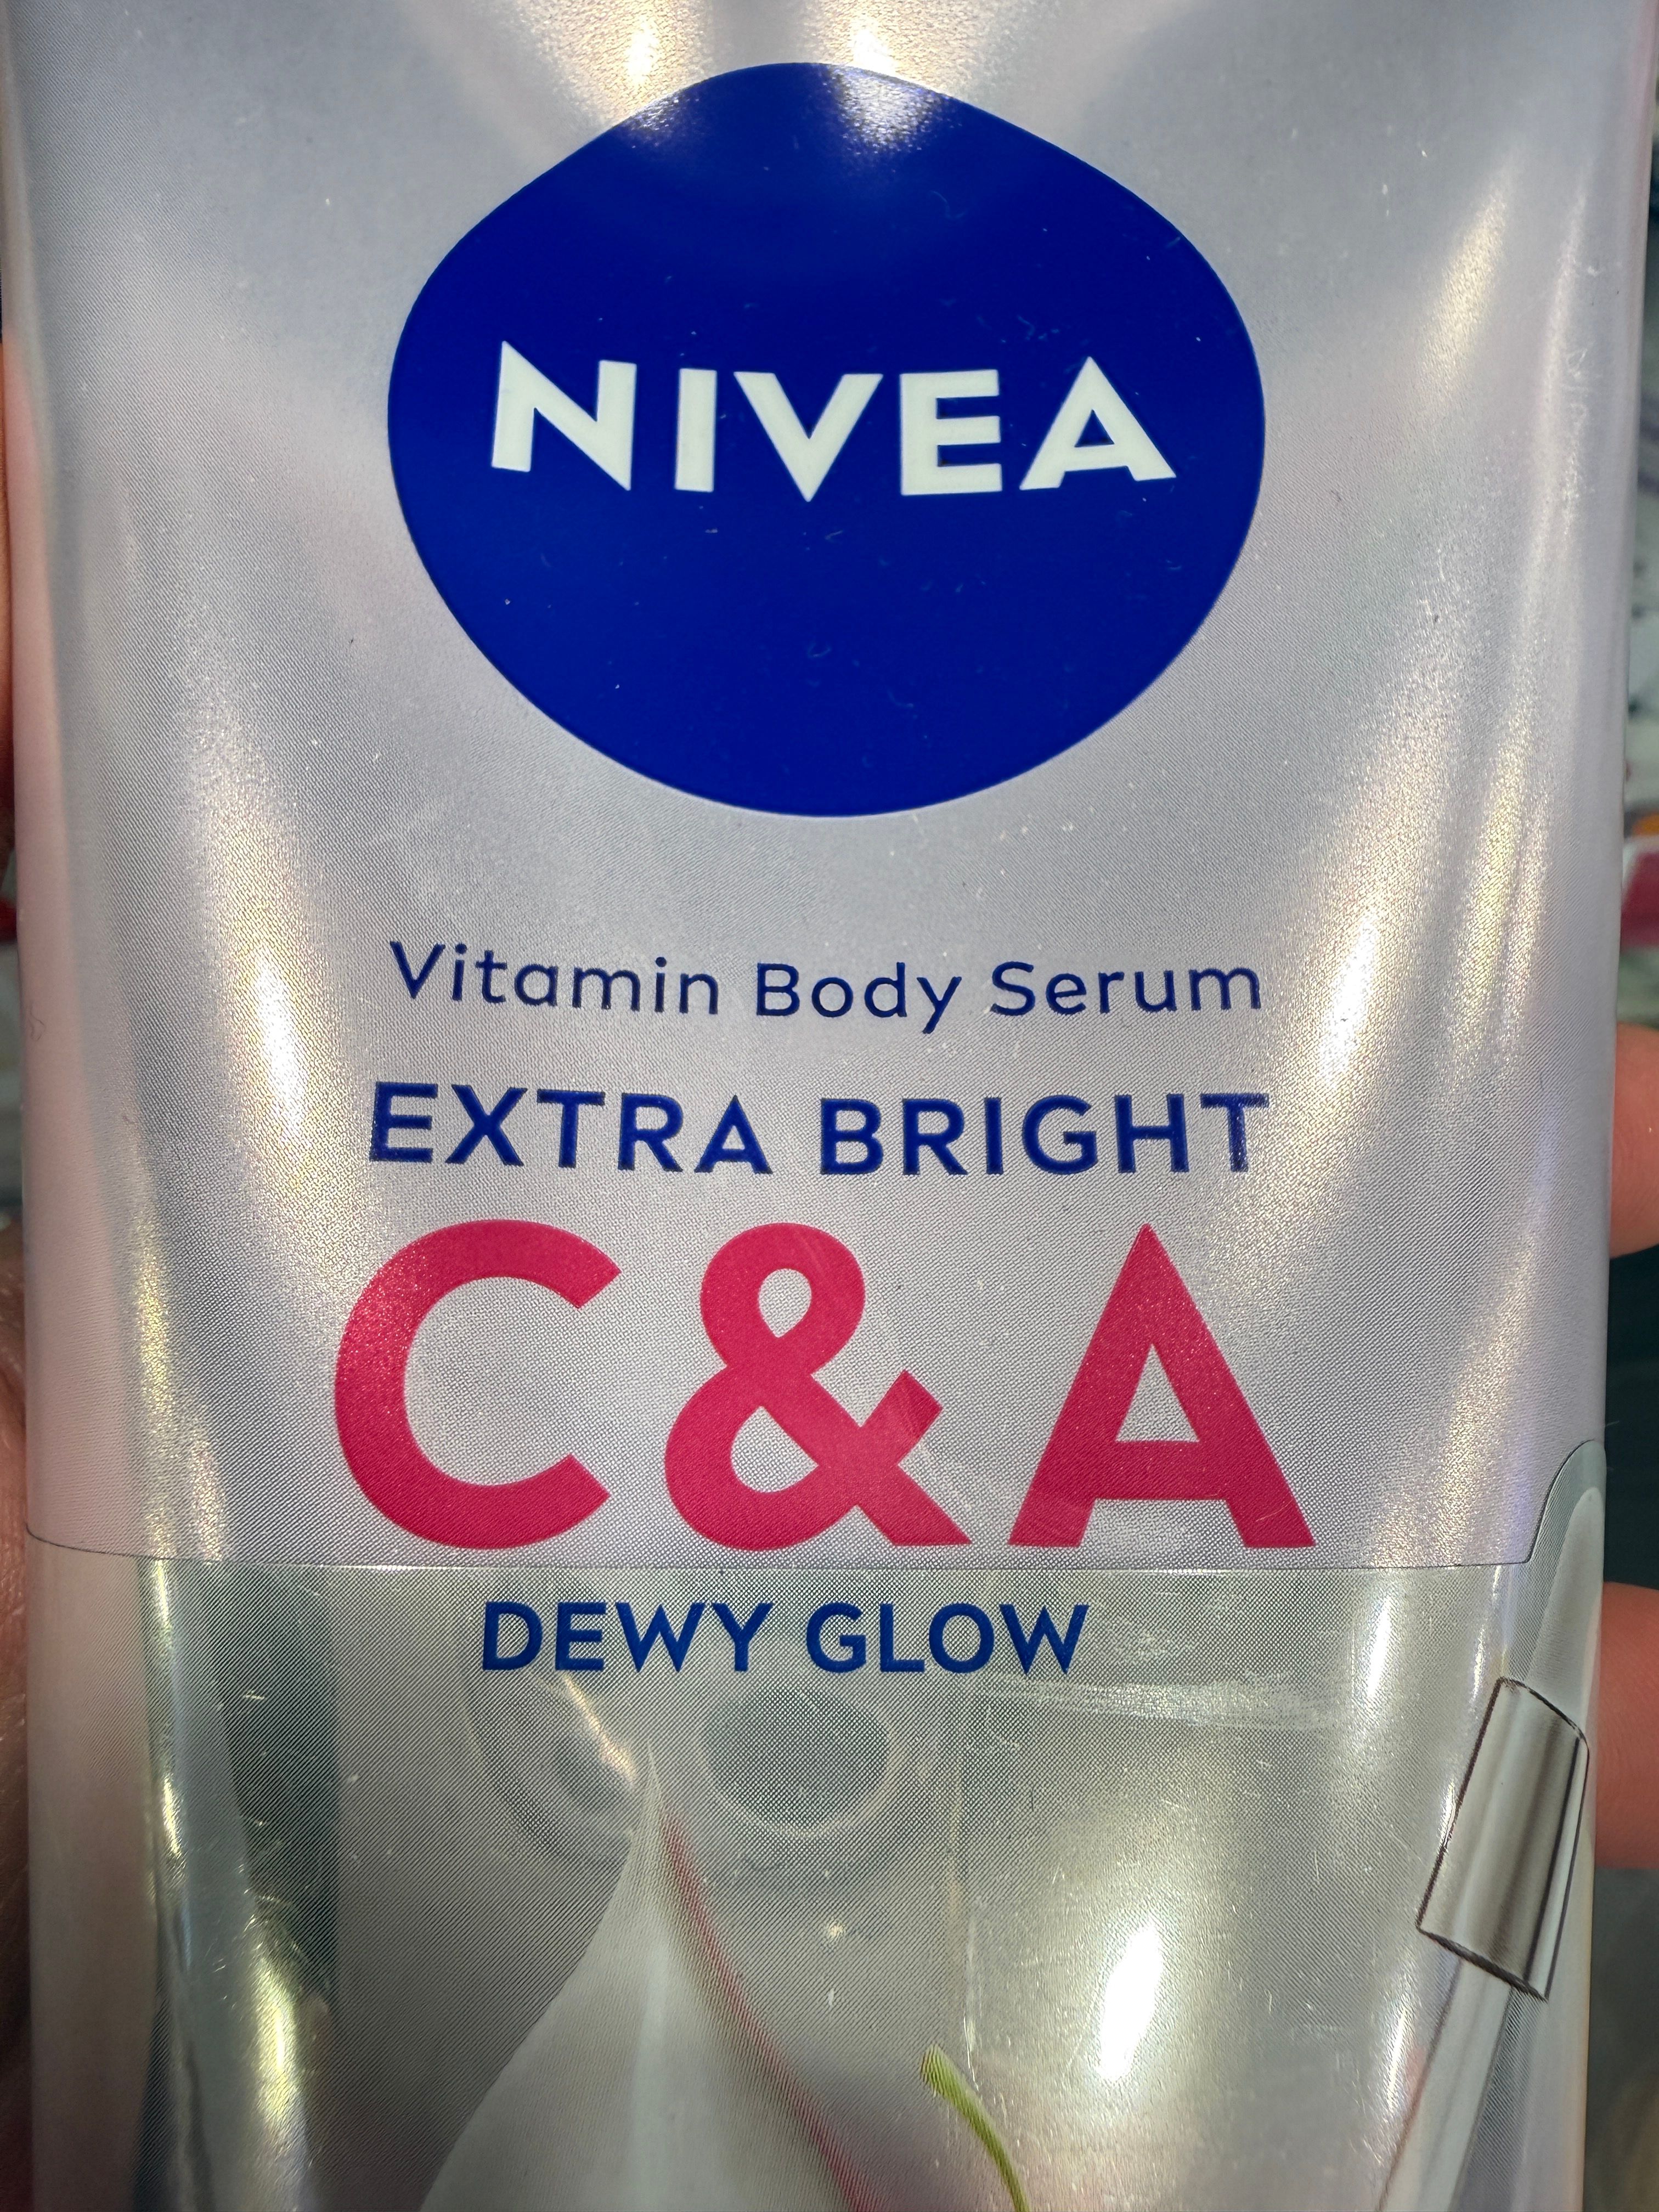 NIVEA
Vitamin Body Serum
EXTRA BRIGHT
C&A
DEWY GLOW